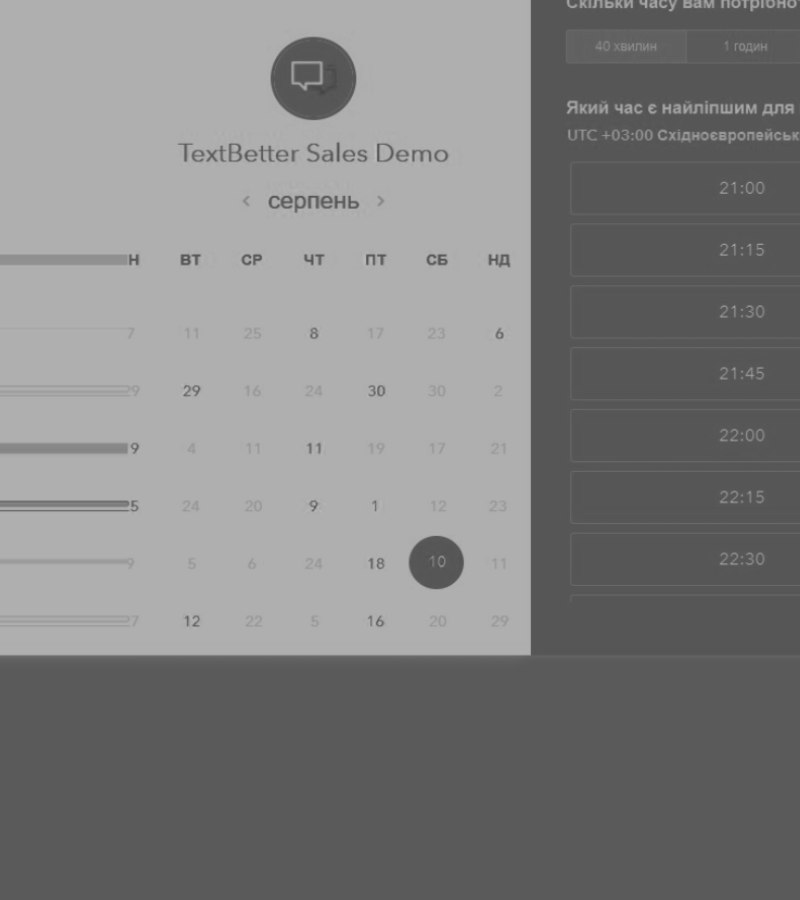 TextBetter Sales Demo
серпень
Н ВТ СР ЧТ ПТ СБ НД
7 11 25 8 17 23 6
9 29 16 24 30 30 2
9 4 11 11 19 17 21
5 24 20 9 1 12 23
9 5 6 24 18 10 11
7 12 22 5 16 20 29
Скільки часу вам
40 хвилин 1 годин
Який час є найліпшим для
UTC +03:00
21:00
21:15
21:30
21:45
22:00
22:15
22:30